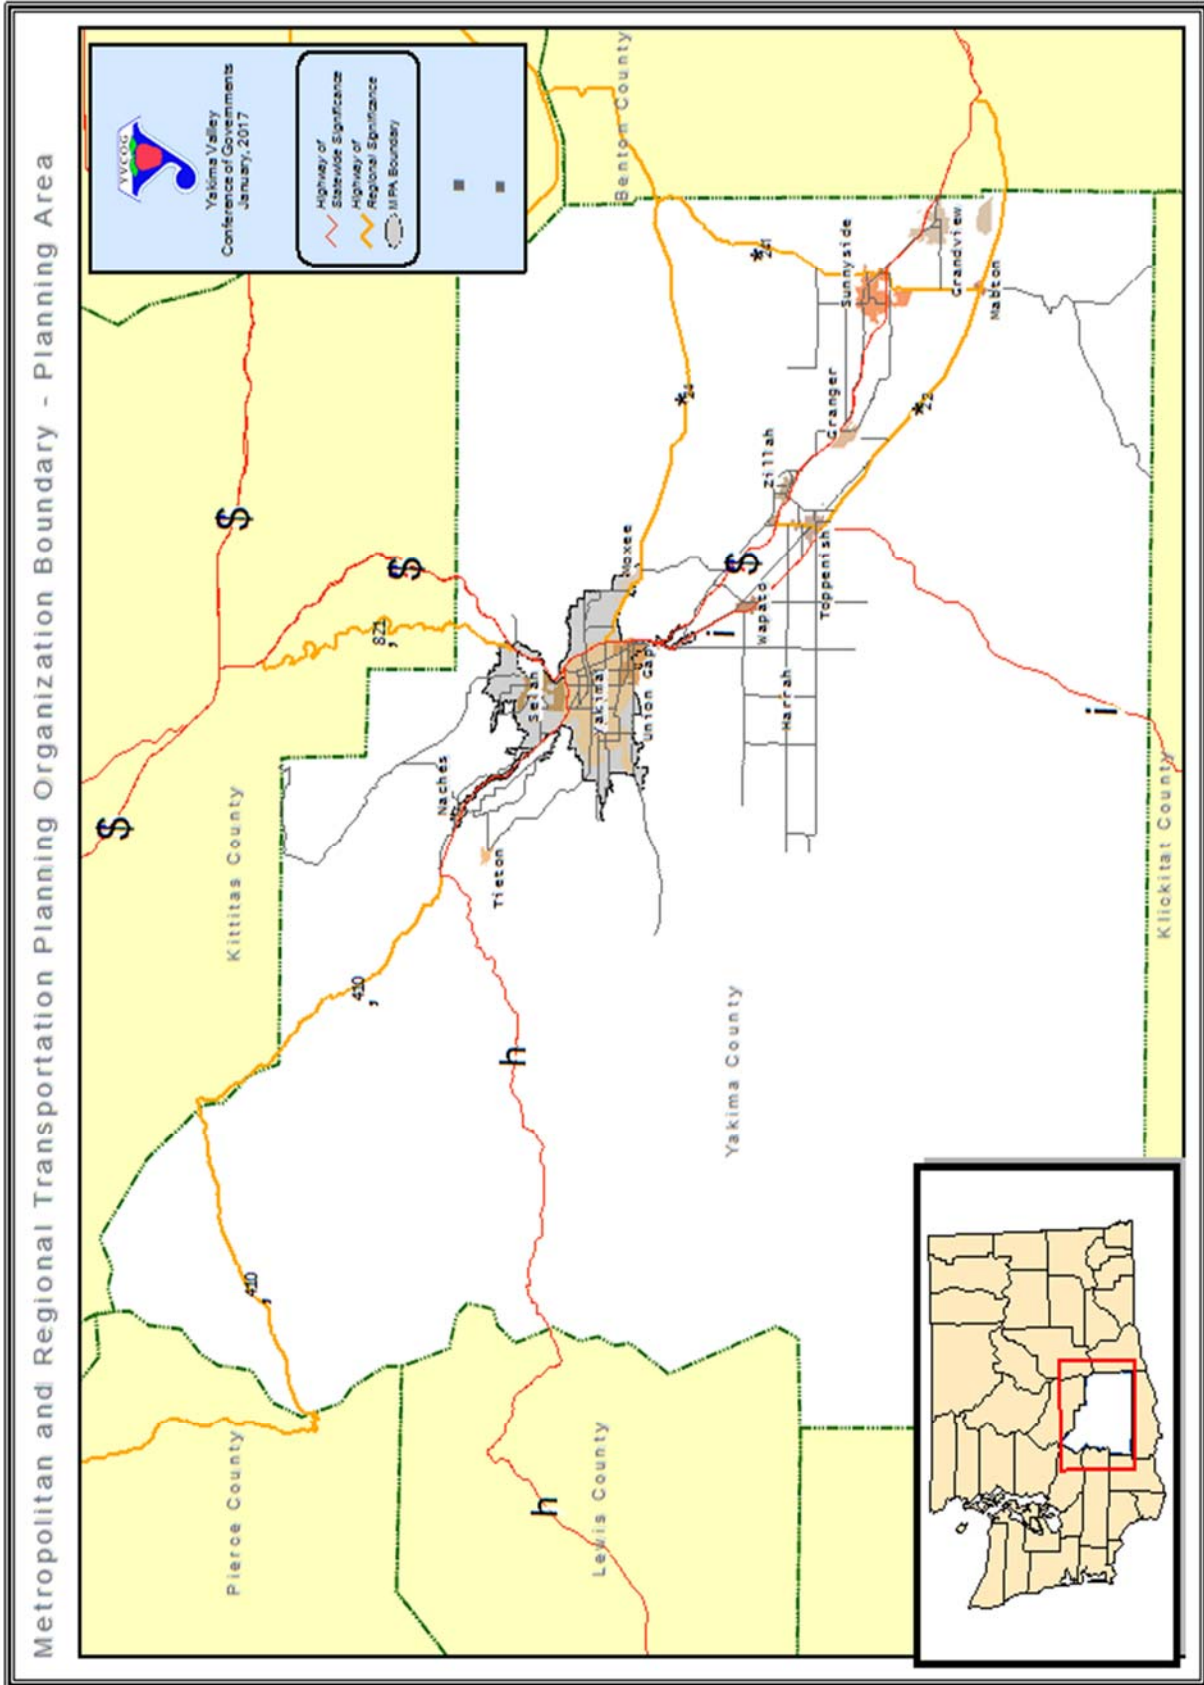 Metropolitan and Regional Transportation Planning Organization Boundary - Planning Area
YVCOG
Yakima Valley
Conference of Governments
January, 2017
Highway of
Statewide Significance
Highway of
Regional Significance
MPA Boundary
Pierce County
Kittitas County
Benton County
Lewis County
Yakima County
Klickitat County
410
,
410
,
821
,
$
$
$
$
h
h
i
i
*
24
*
241
*
22
Naches
Tieton
Selah
Yakima
Moxee
Union Gap
Wapato
Harrah
Toppenish
Zillah
Granger
Sunnyside
Grandview
Mabton